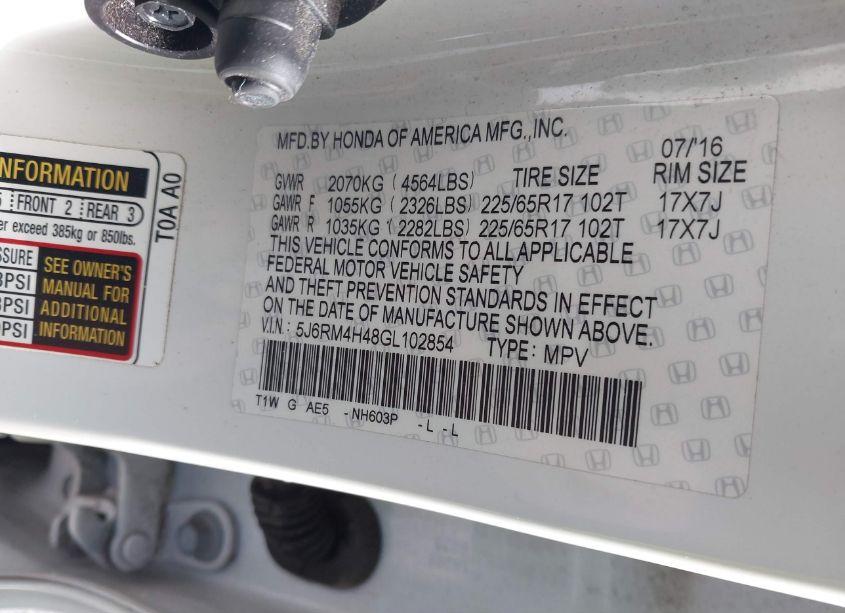 INFORMATION
FRONT 2 REAR 3
exceed 385kg or 850lbs.
SEE OWNER'S
MANUAL FOR
ADDITIONAL
INFORMATION
PSI
PSI
PSI
T0A A0
MFD.BY HONDA OF AMERICA MFG.,INC.
07/'16
GVWR 2070KG ( 4564LBS) TIRE SIZE RIM SIZE
GAWR F 1055KG ( 2326LBS) 225/65R17 102T 17X7J
GAWR R 1035KG ( 2282LBS) 225/65R17 102T 17X7J
THIS VEHICLE CONFORMS TO ALL APPLICABLE
FEDERAL MOTOR VEHICLE SAFETY
AND THEFT PREVENTION STANDARDS IN EFFECT
ON THE DATE OF MANUFACTURE SHOWN ABOVE.
V.I.N.: 5J6RM4H48GL102854 TYPE: MPV
T1W G AE5 -NH603P -L -L